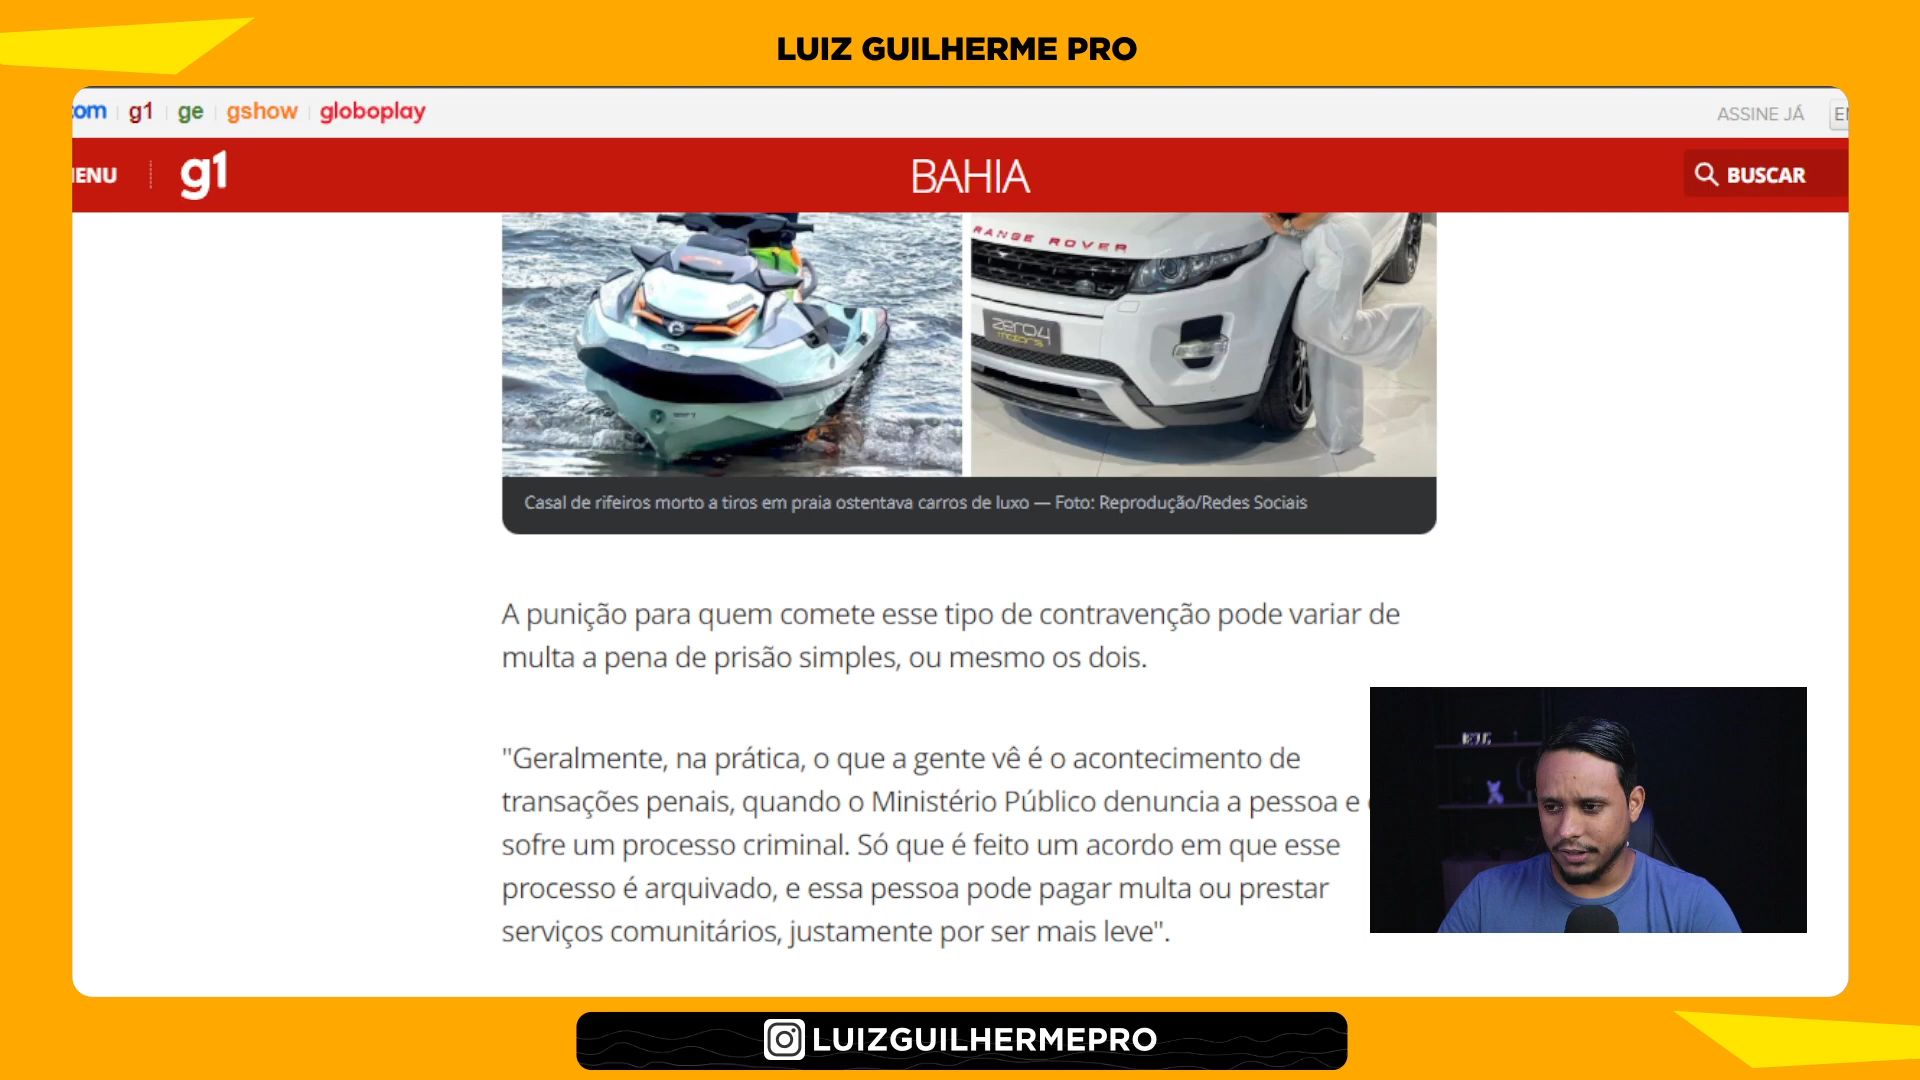 LUIZ GUILHERME PRO
om g1 ge gshow globoplay ASSINE JÁ
ENU g1 BAHIA BUSCAR
RANGE ROVER
zero4
motors
Casal de rifeiros morto a tiros em praia ostentava carros de luxo — Foto: Reprodução/Redes Sociais
A punição para quem comete esse tipo de contravenção pode variar de
multa a pena de prisão simples, ou mesmo os dois.
"Geralmente, na prática, o que a gente vê é o acontecimento de
transações penais, quando o Ministério Público denuncia a pessoa e
sofre um processo criminal. Só que é feito um acordo em que esse
processo é arquivado, e essa pessoa pode pagar multa ou prestar
serviços comunitários, justamente por ser mais leve".
LUIZGUILHERMEPRO